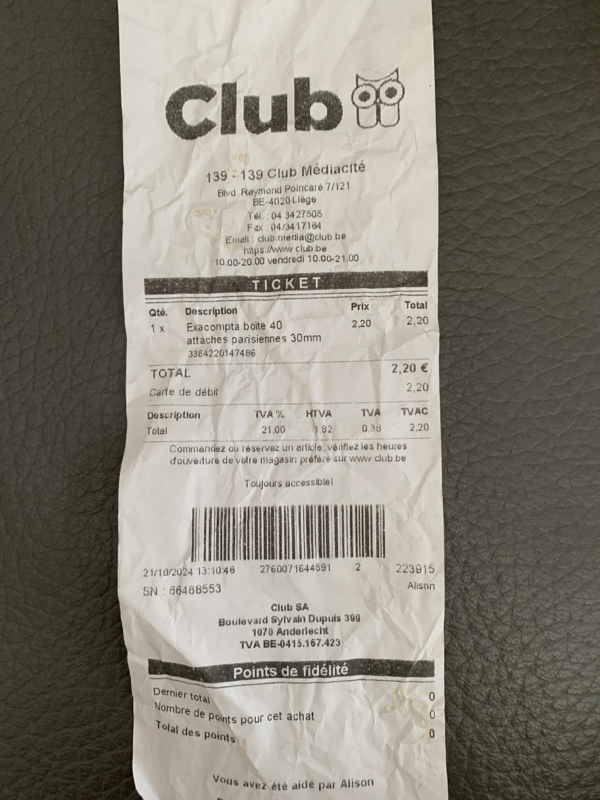 Club
139 - 139 Club Médiacité
Blvd. Raymond Poincaré 7/121
BE-4020 Liège
Tél. : 04 3427506
Fax : 04/3417164
Email : club.media@club.be
https://www.club.be
10.00-20.00 vendredi 10.00-21.00
TICKET
Qté. Description Prix Total
1 x Exacompta boite 40 2,20 2,20
attaches parisiennes 30mm
3364220147486
TOTAL 2,20 €
Carte de débit 2,20
Description TVA % HTVA TVA TVAC
Total 21.00 1.82 0.38 2,20
Commandez ou réservez un article, vérifiez les heures
d'ouverture de votre magasin préféré sur www.club.be
Toujours accessible!
21/10/2024 13:10:46 2760071644591 2 223915
SN : 66468553 Alison
Club SA
Boulevard Sylvain Dupuis 399
1070 Anderlecht
TVA BE-0415.167.423
Points de fidélité
Dernier total 0
Nombre de points pour cet achat 0
Total des points 0
Vous avez été aidé par Alison